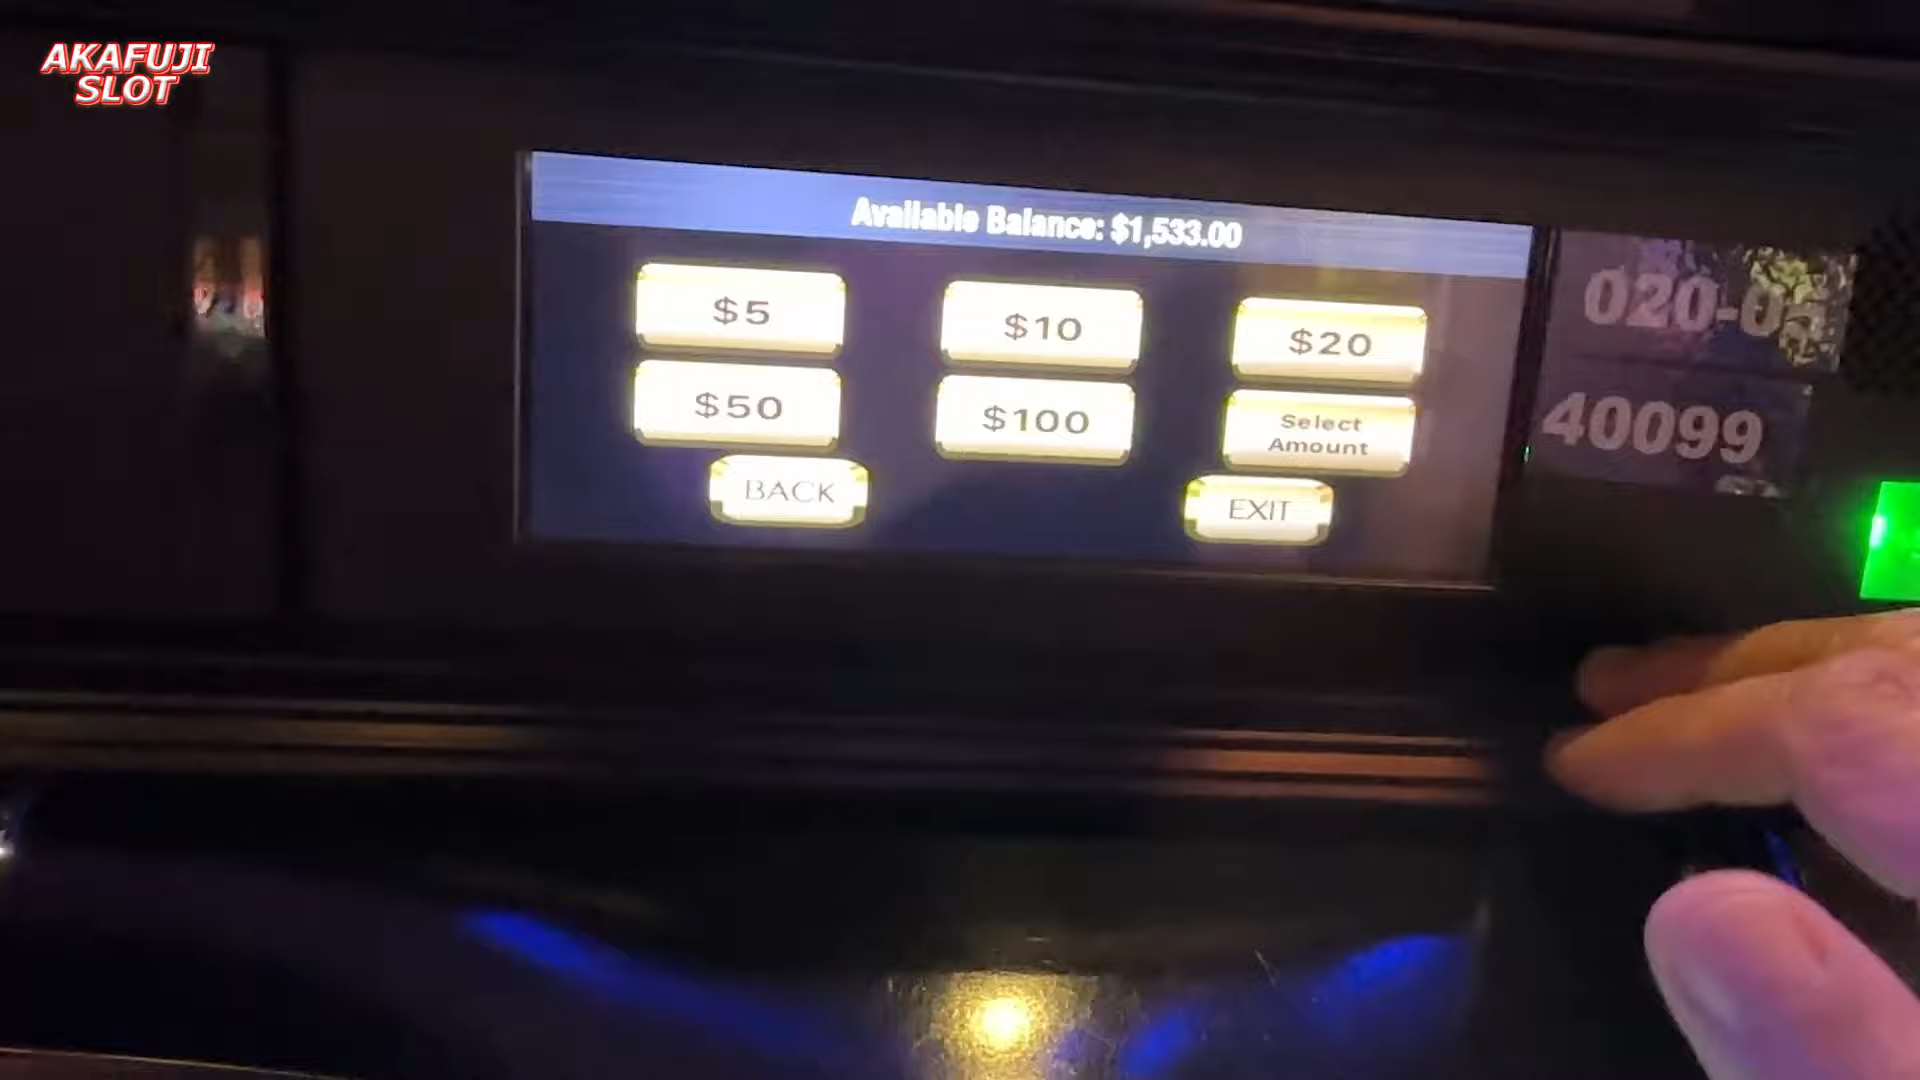 AKAFUJI
SLOT
Available Balance: $1,533.00
$5
$10
$20
$50
$100
Select
Amount
BACK
EXIT
020-0
40099